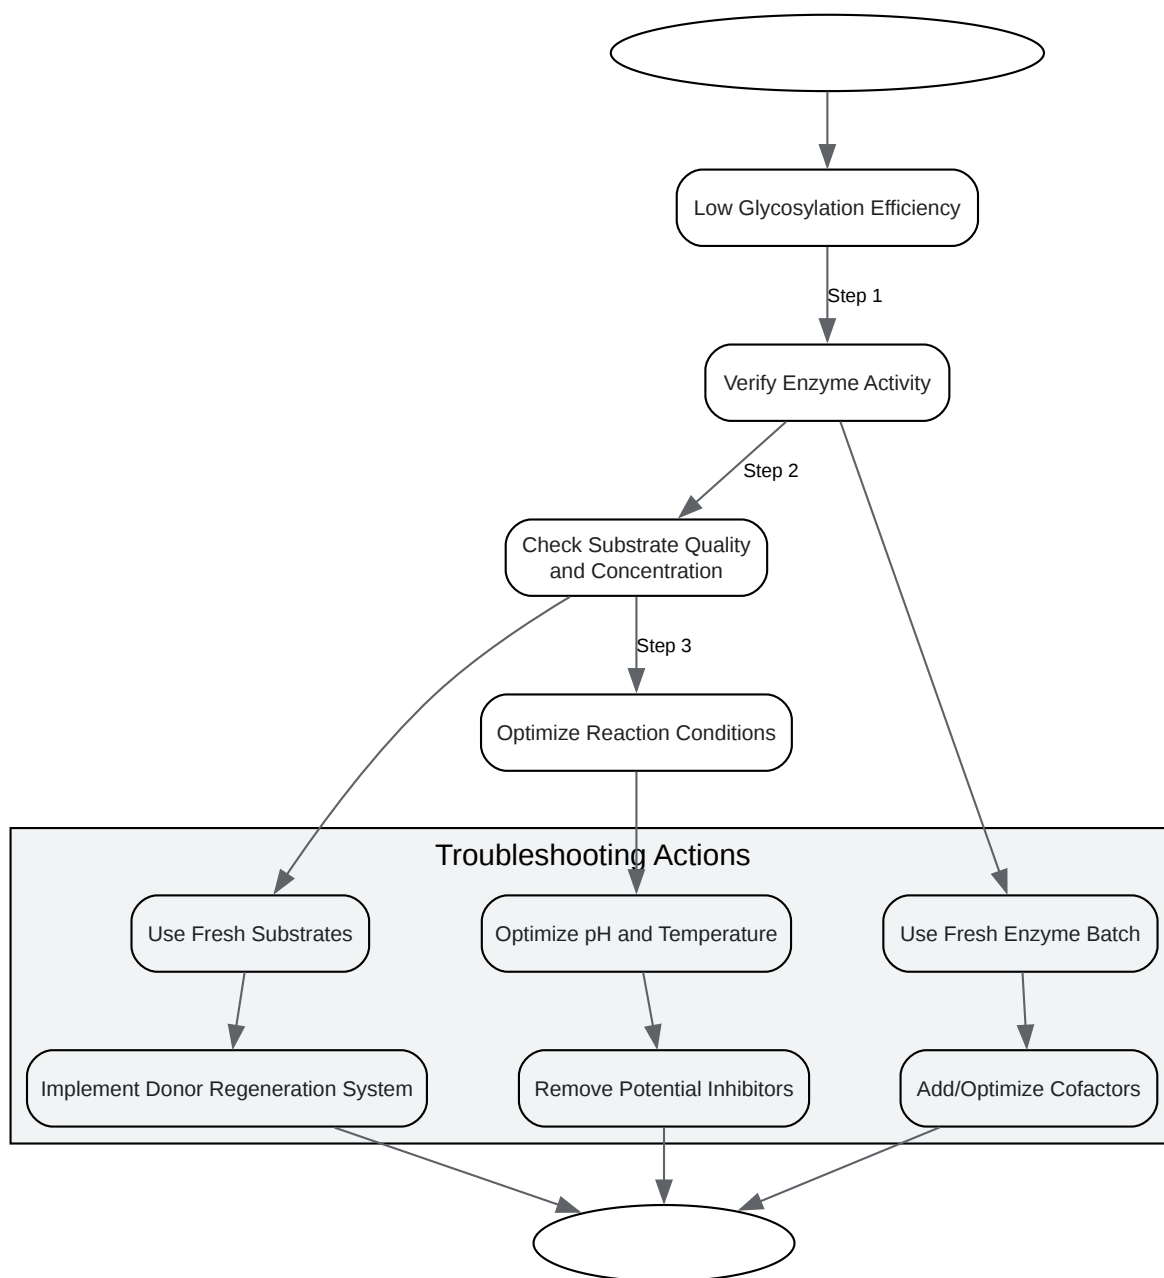 Low Glycosylation Efficiency
Step 1
Verify Enzyme Activity
Step 2
Check Substrate Quality
and Concentration
Step 3
Optimize Reaction Conditions
Troubleshooting Actions
Use Fresh Substrates
Optimize pH and Temperature
Use Fresh Enzyme Batch
Implement Donor Regeneration System
Remove Potential Inhibitors
Add/Optimize Cofactors